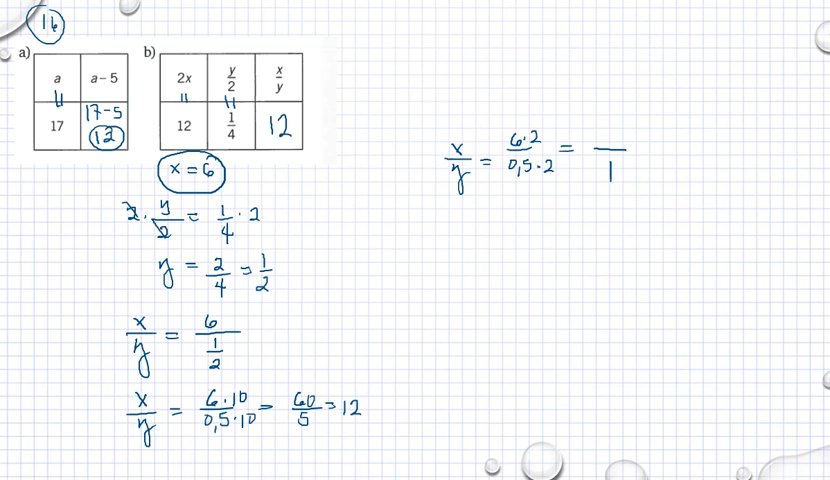 16
a) b)
a a − 5 2x y/2 x/y
17-5
17 12 12 1/4 12
x = 6
2 · y/2 = 1/4 · 2
y = 2/4 = 1/2
x/y = 6/(1/2)
x/y = 6·10/0,5·10 = 60/5 = 12
x/y = 6·2/0,5·2 = /1